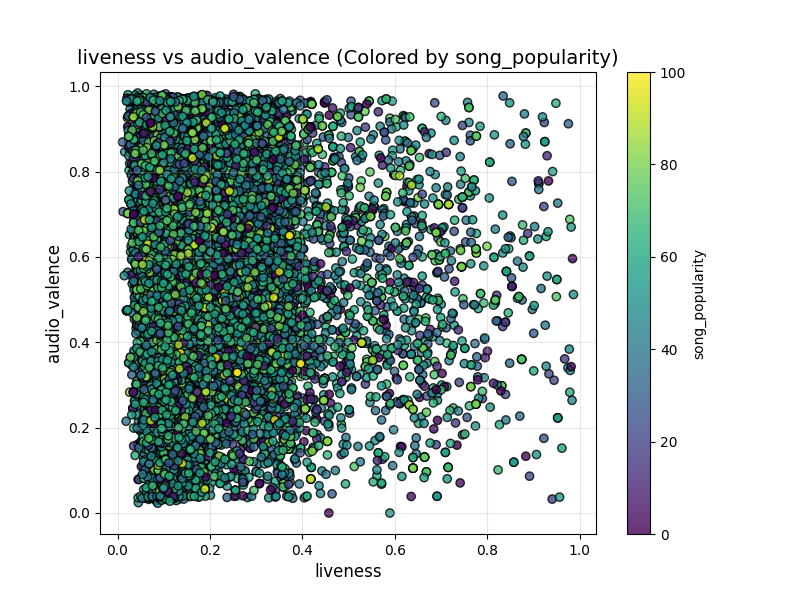 liveness vs audio_valence (Colored by song_popularity)
1.0
0.8
0.6
0.4
0.2
0.0
audio_valence
0.0 0.2 0.4 0.6 0.8 1.0
liveness
100
80
60
40
20
0
song_popularity